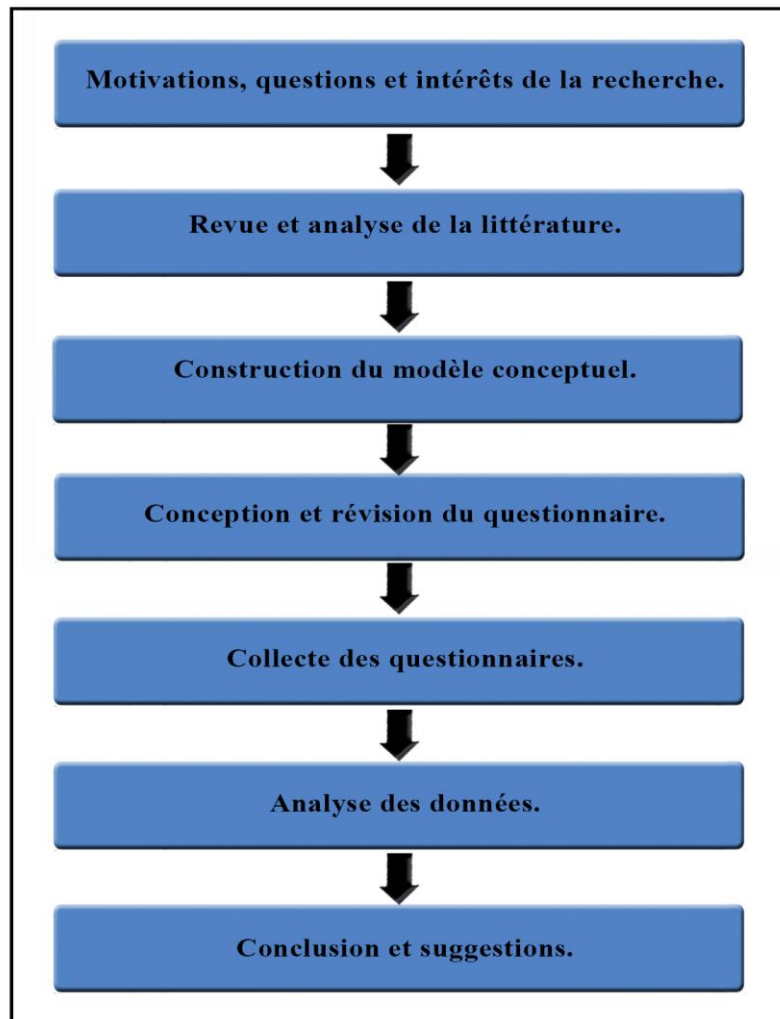 Motivations, questions et intérêts de la recherche.
Revue et analyse de la littérature.
Construction du modèle conceptuel.
Conception et révision du questionnaire.
Collecte des questionnaires.
Analyse des données.
Conclusion et suggestions.